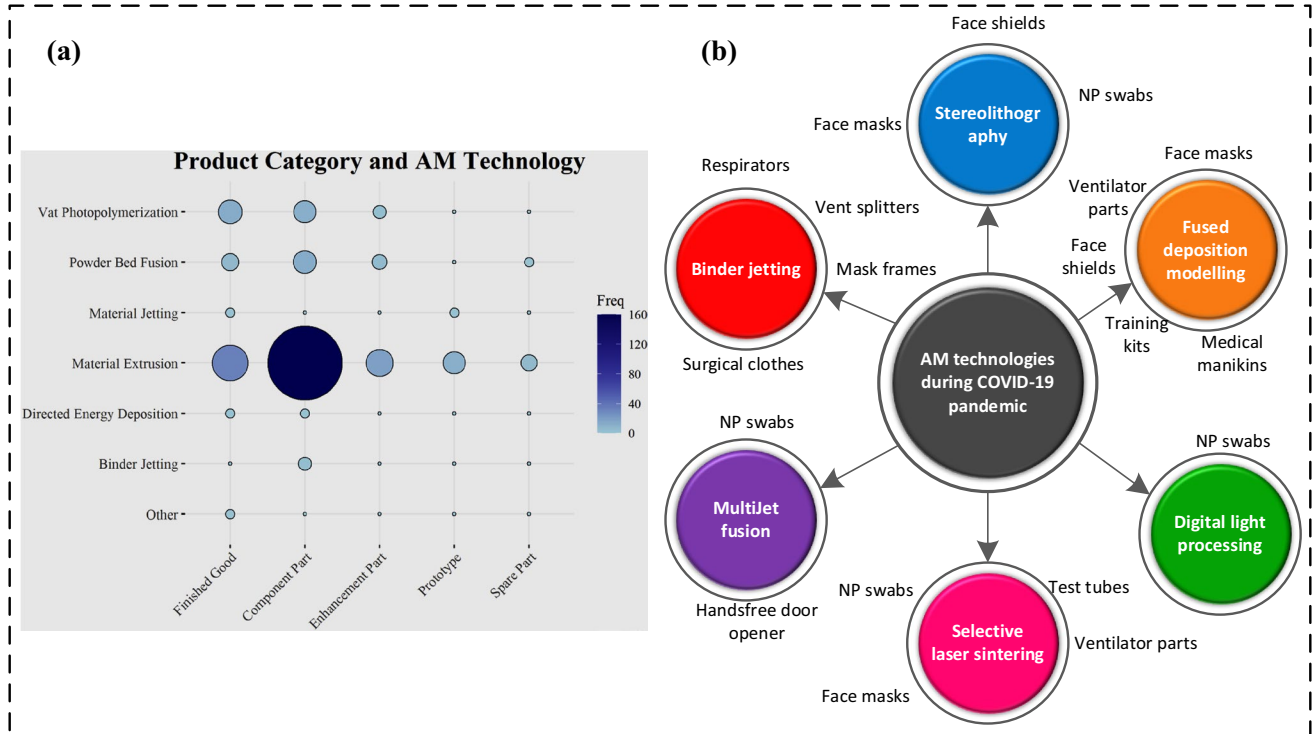 (a)
Product Category and AM Technology
Vat Photopolymerization
Powder Bed Fusion
Material Jetting
Material Extrusion
Directed Energy Deposition
Binder Jetting
Other
Finished Good
Component Part
Enhancement Part
Prototype
Spare Part
Freq
160
120
80
40
0
(b)
Face shields
NP swabs
Face masks
Stereolithogr
aphy
Respirators
Vent splitters
Mask frames
Binder jetting
Surgical clothes
Face masks
Ventilator
parts
Face
shields
Training
kits
Medical
manikins
Fused
deposition
modelling
AM technologies
during COVID-19
pandemic
NP swabs
MultiJet
fusion
Handsfree door
opener
NP swabs
Digital light
processing
NP swabs
Test tubes
Ventilator parts
Face masks
Selective
laser sintering